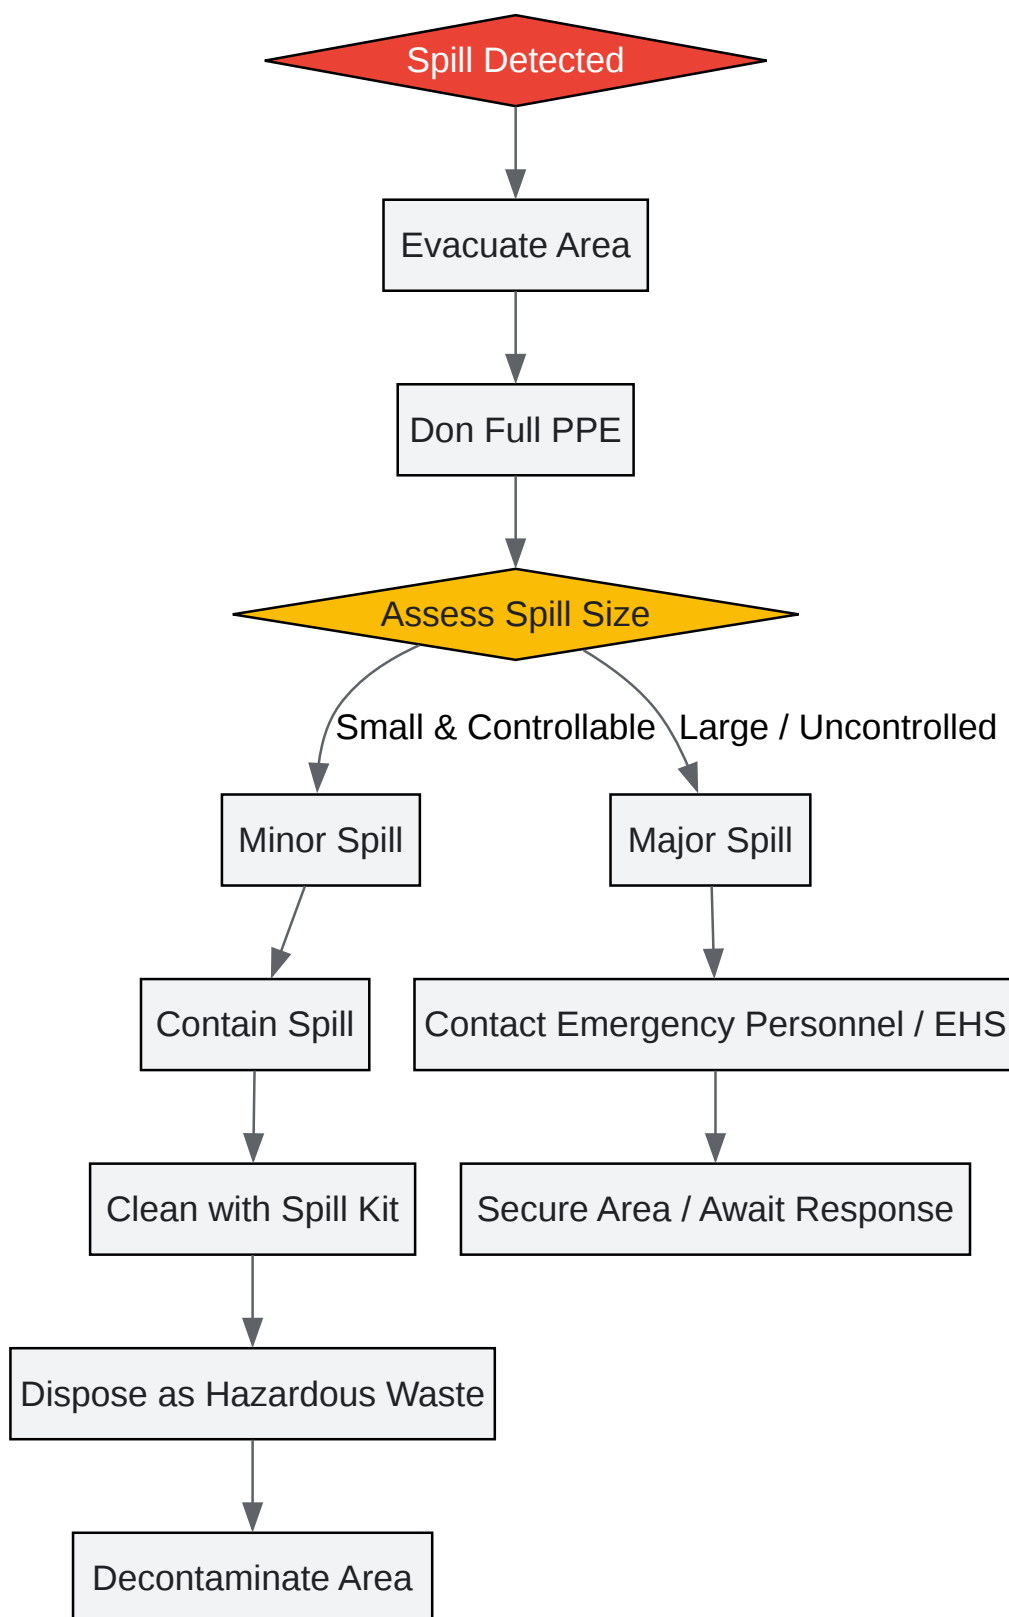 Spill Detected
Evacuate Area
Don Full PPE
Assess Spill Size
Small & Controllable
Large / Uncontrolled
Minor Spill
Major Spill
Contain Spill
Contact Emergency Personnel / EHS
Clean with Spill Kit
Secure Area / Await Response
Dispose as Hazardous Waste
Decontaminate Area